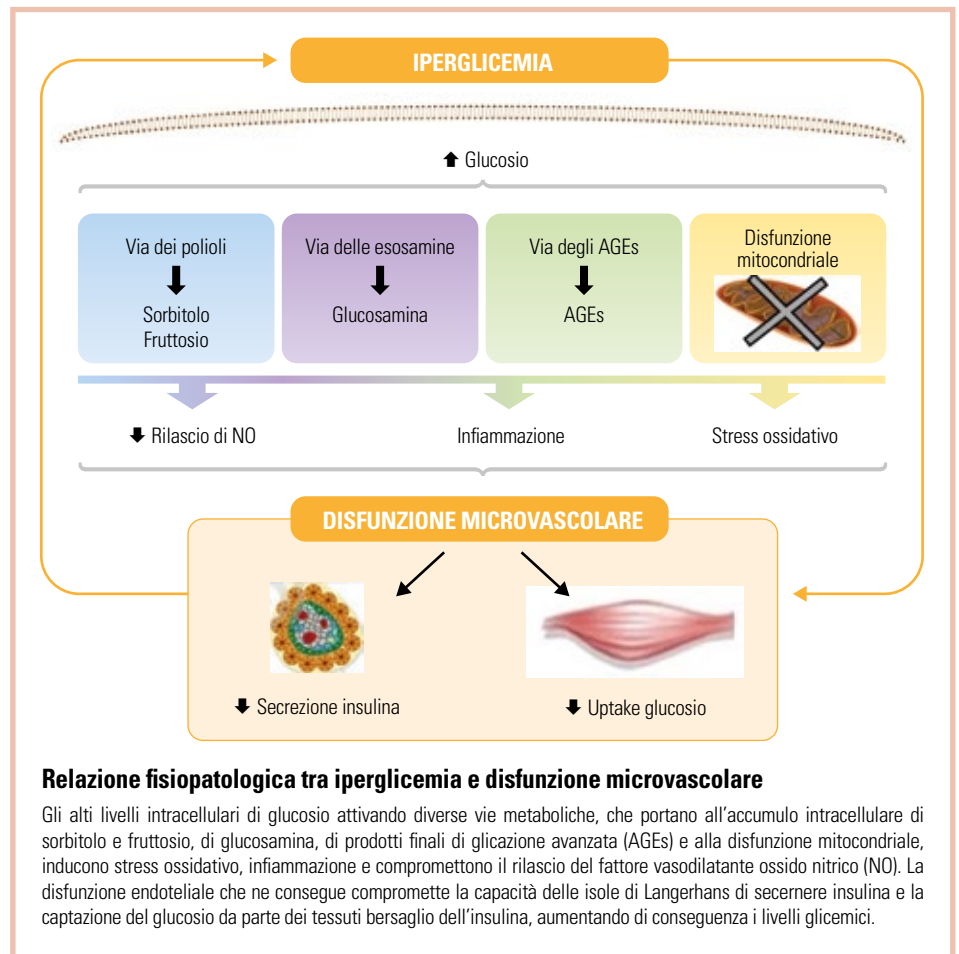 IPERGLICEMIA
⬆ Glucosio
Via dei polioli
Sorbitolo
Fruttosio
Via delle esosamine
Glucosamina
Via degli AGEs
AGEs
Disfunzione
mitocondriale
⬇ Rilascio di NO
Infiammazione
Stress ossidativo
DISFUNZIONE MICROVASCOLARE
⬇ Secrezione insulina
⬇ Uptake glucosio
Relazione fisiopatologica tra iperglicemia e disfunzione microvascolare
Gli alti livelli intracellulari di glucosio attivando diverse vie metaboliche, che portano all'accumulo intracellulare di
sorbitolo e fruttosio, di glucosamina, di prodotti finali di glicazione avanzata (AGEs) e alla disfunzione mitocondriale,
inducono stress ossidativo, infiammazione e compromettono il rilascio del fattore vasodilatante ossido nitrico (NO). La
disfunzione endoteliale che ne consegue compromette la capacità delle isole di Langerhans di secernere insulina e la
captazione del glucosio da parte dei tessuti bersaglio dell'insulina, aumentando di conseguenza i livelli glicemici.